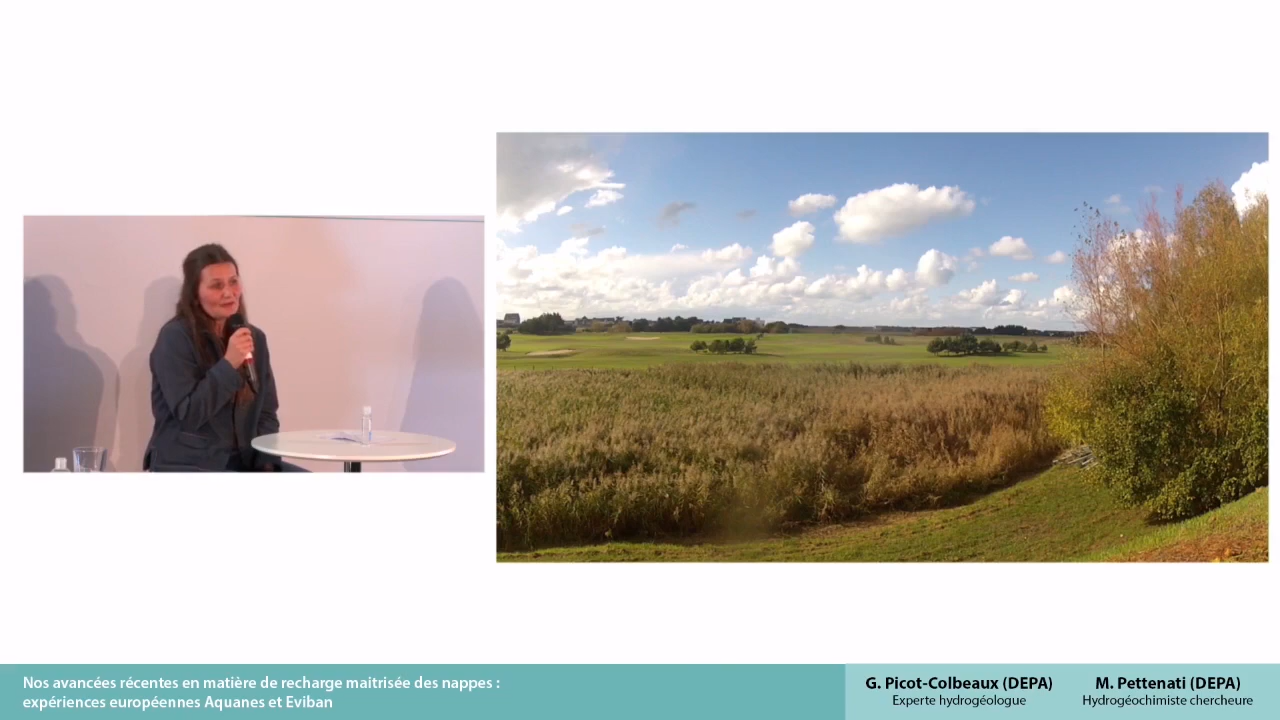 Nos avancées récentes en matière de recharge maitrisée des nappes :
expériences européennes Aquanes et Eviban
G. Picot-Colbeaux (DEPA)
Experte hydrogéologue
M. Pettenati (DEPA)
Hydrogéochimiste chercheure